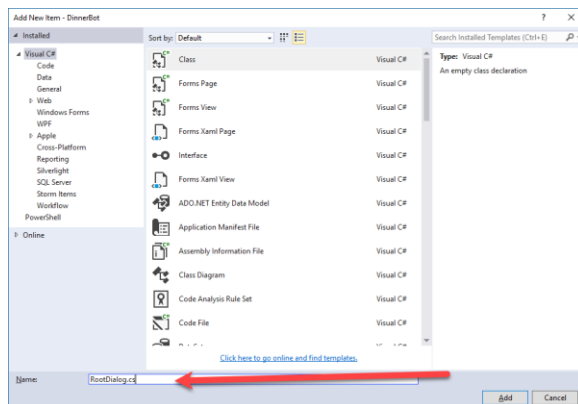 Add New Item - DinnerBot
? ×
Installed
Sort by: Default
Search Installed Templates (Ctrl+E)
Visual C#
Code
Data
General
Web
Windows Forms
WPF
Apple
Cross-Platform
Reporting
Silverlight
SQL Server
Storm Items
Workflow
PowerShell
Online
Class Visual C#
Forms Page Visual C#
Forms View Visual C#
Forms Xaml Page Visual C#
Interface Visual C#
Forms Xaml View Visual C#
ADO.NET Entity Data Model Visual C#
Application Manifest File Visual C#
Assembly Information File Visual C#
Class Diagram Visual C#
Code Analysis Rule Set Visual C#
Code File Visual C#
Type: Visual C#
An empty class declaration
Click here to go online and find templates.
Name: RootDialog.cs
Add Cancel